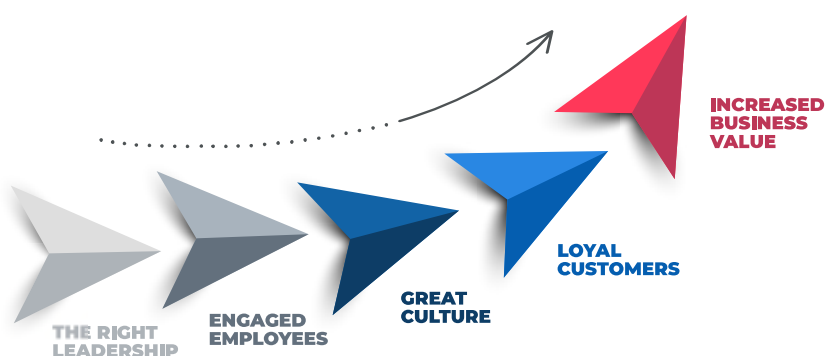 THE RIGHT
LEADERSHIP
ENGAGED
EMPLOYEES
GREAT
CULTURE
LOYAL
CUSTOMERS
INCREASED
BUSINESS
VALUE